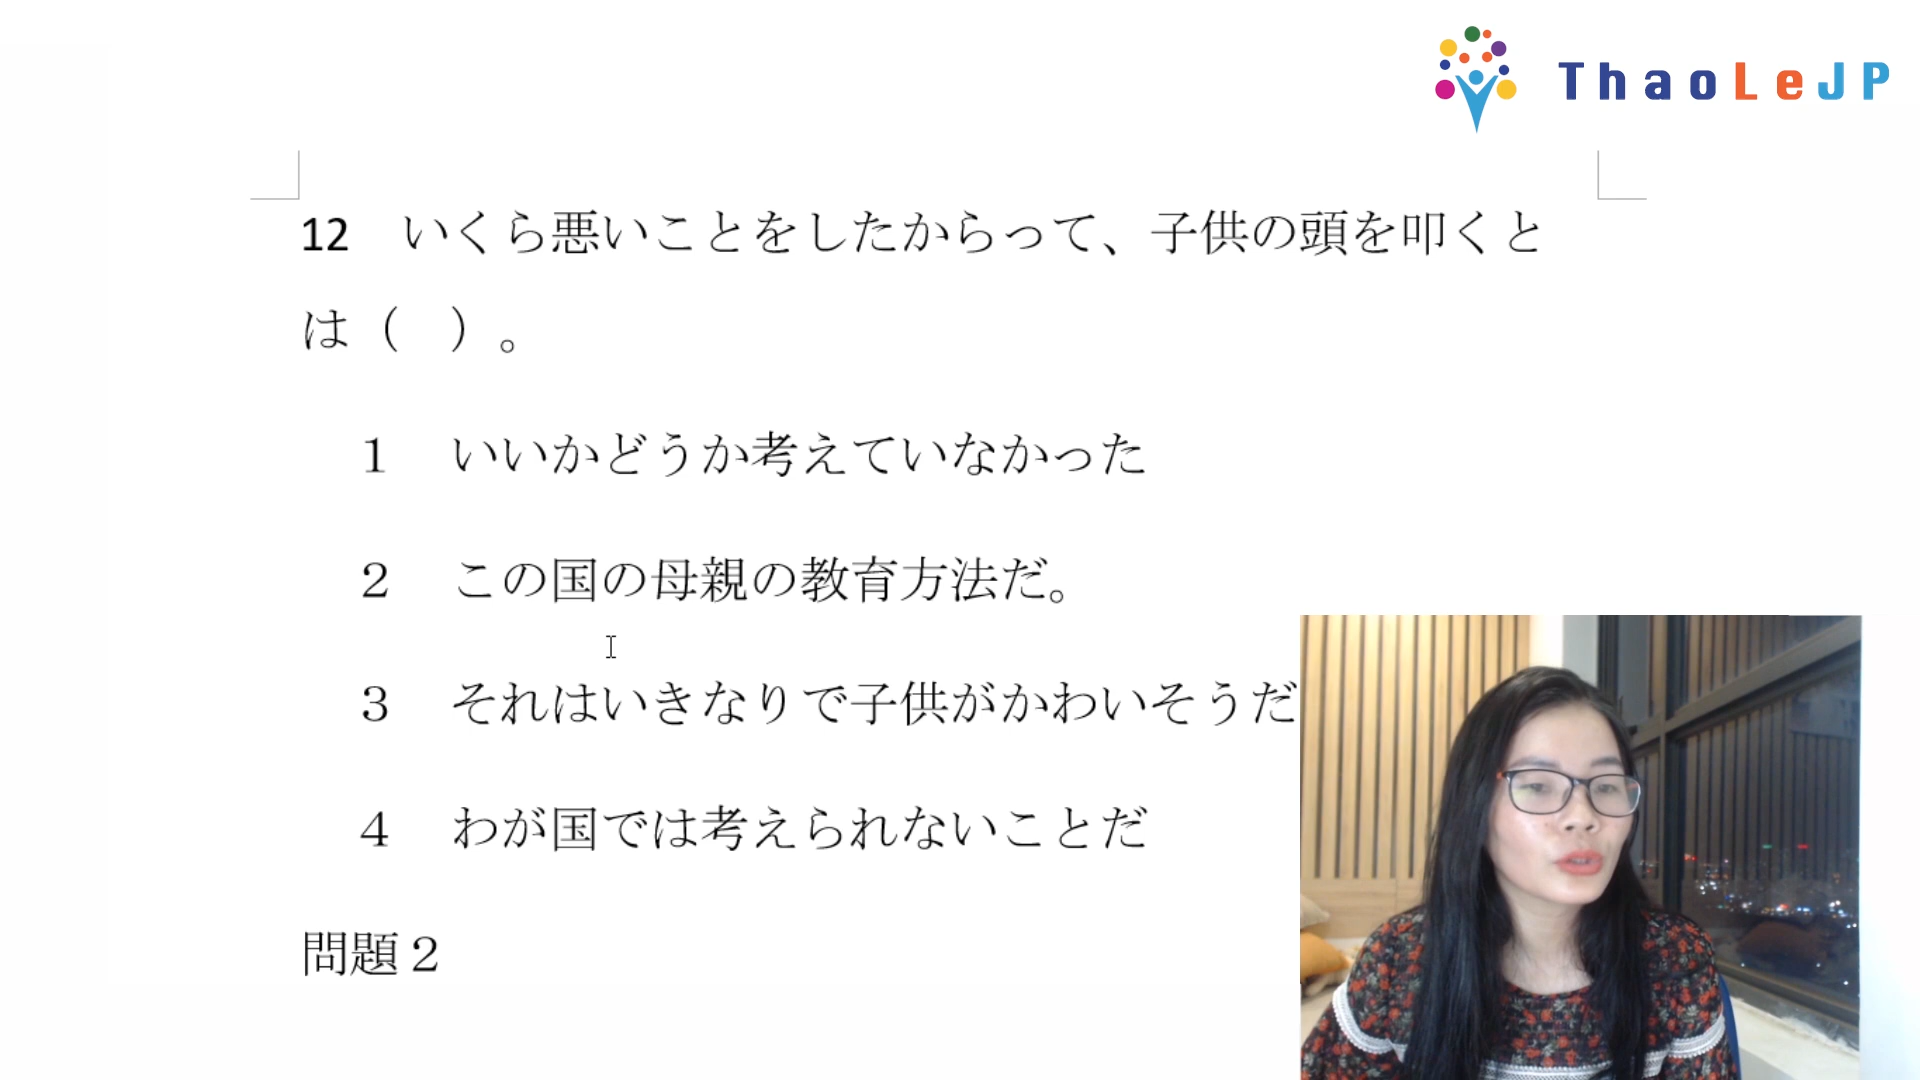 ThaoLeJP
12　いくら悪いことをしたからって、子供の頭を叩くと
は（　）。
１　いいかどうか考えていなかった
２　この国の母親の教育方法だ。
３　それはいきなりで子供がかわいそうだ
４　わが国では考えられないことだ
問題２